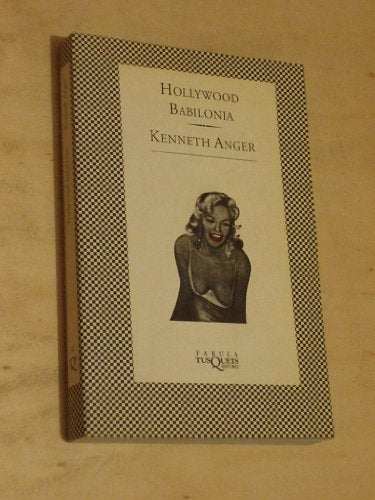 HOLLYWOOD
BABILONIA
KENNETH ANGER
FABULA
TUSQUETS
EDITORES